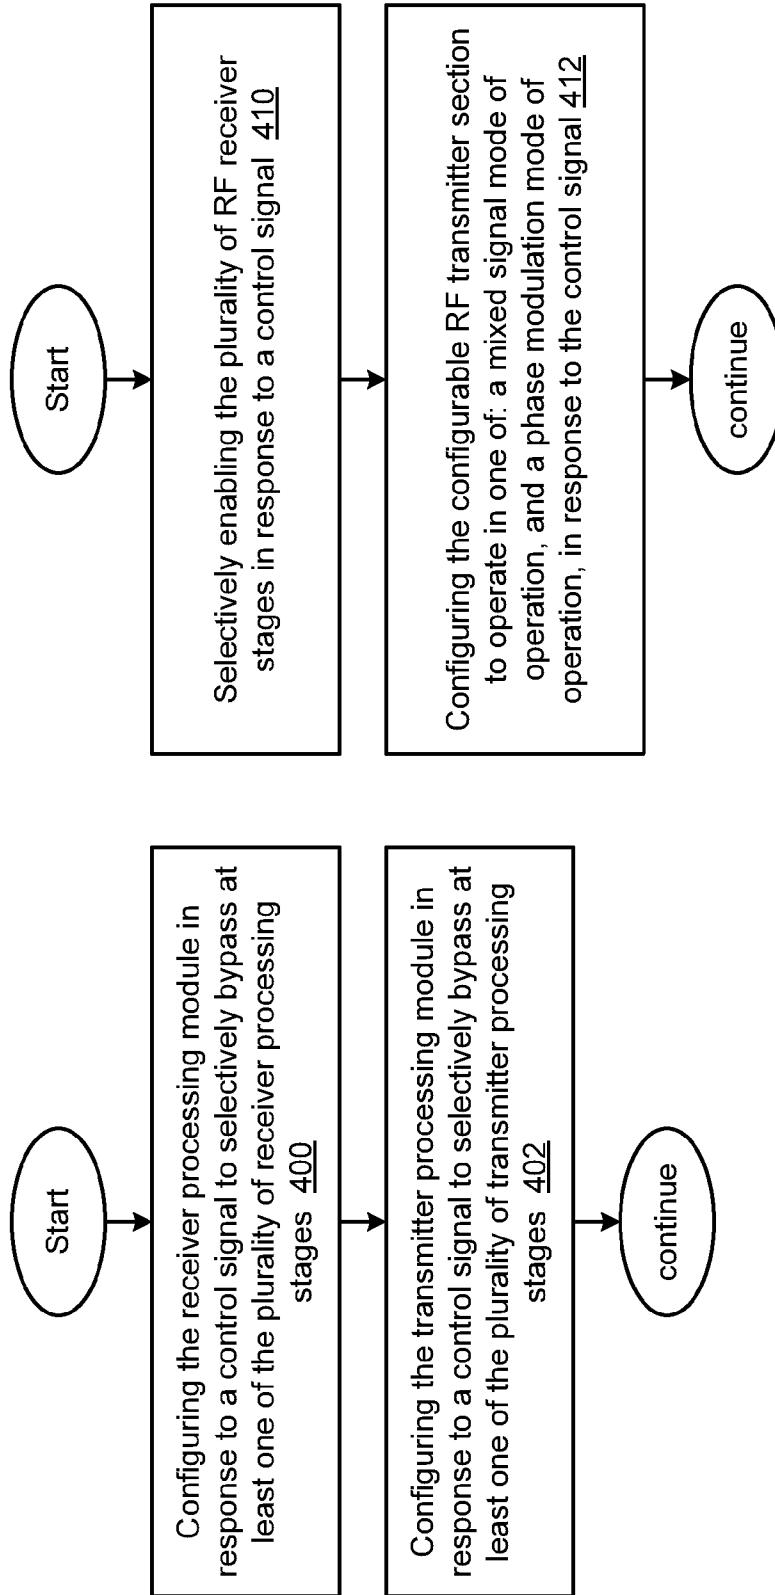 Start
Configuring the receiver processing module in
response to a control signal to selectively bypass at
least one of the plurality of receiver processing
stages 400
Configuring the transmitter processing module in
response to a control signal to selectively bypass at
least one of the plurality of transmitter processing
stages 402
continue
Start
Selectively enabling the plurality of RF receiver
stages in response to a control signal 410
Configuring the configurable RF transmitter section
to operate in one of: a mixed signal mode of
operation, and a phase modulation mode of
operation, in response to the control signal 412
continue